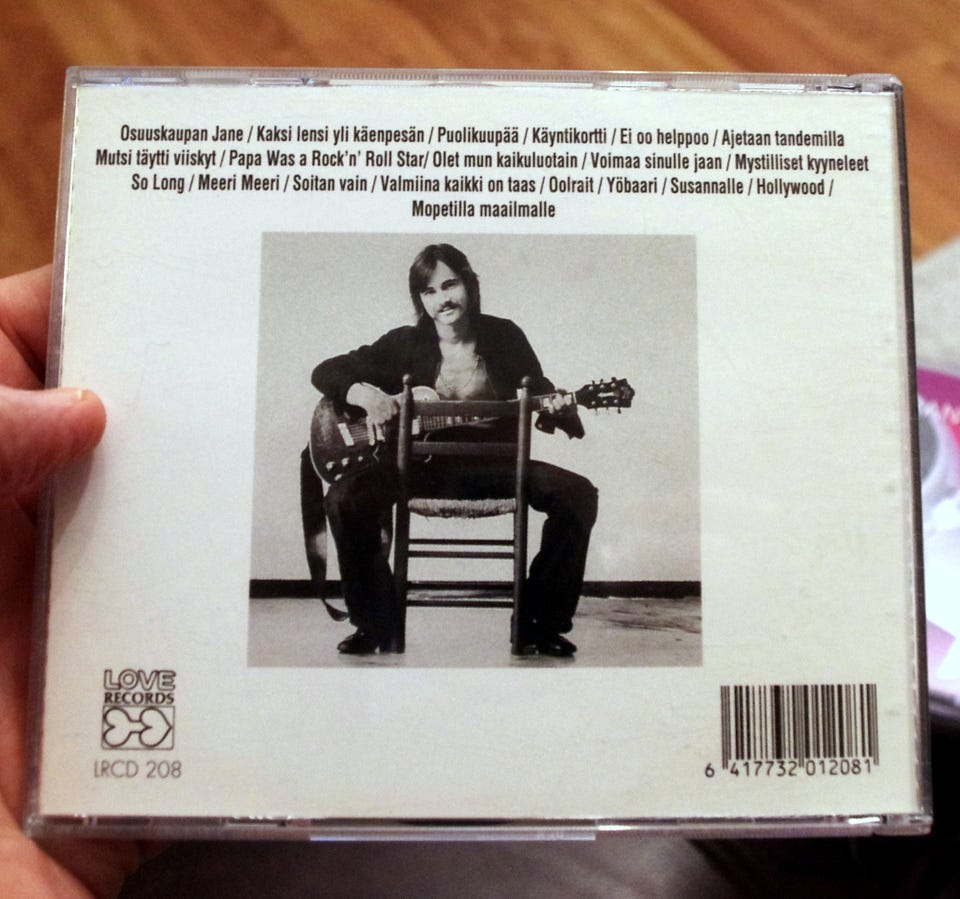 Osuuskaupan Jane / Kaksi lensi yli käenpesän / Puolikuupää / Käyntikortti / Ei oo helppoo / Ajetaan tandemilla
Mutsi täytti viiskyt / Papa Was a Rock'n' Roll Star/ Olet mun kaikuluotain / Voimaa sinulle jaan / Mystilliset kyyneleet
So Long / Meeri Meeri / Soitan vain / Valmiina kaikki on taas / Oolrait / Yöbaari / Susannalle / Hollywood /
Mopetilla maailmalle
LOVE
RECORDS
LRCD 208
6 417732 012081